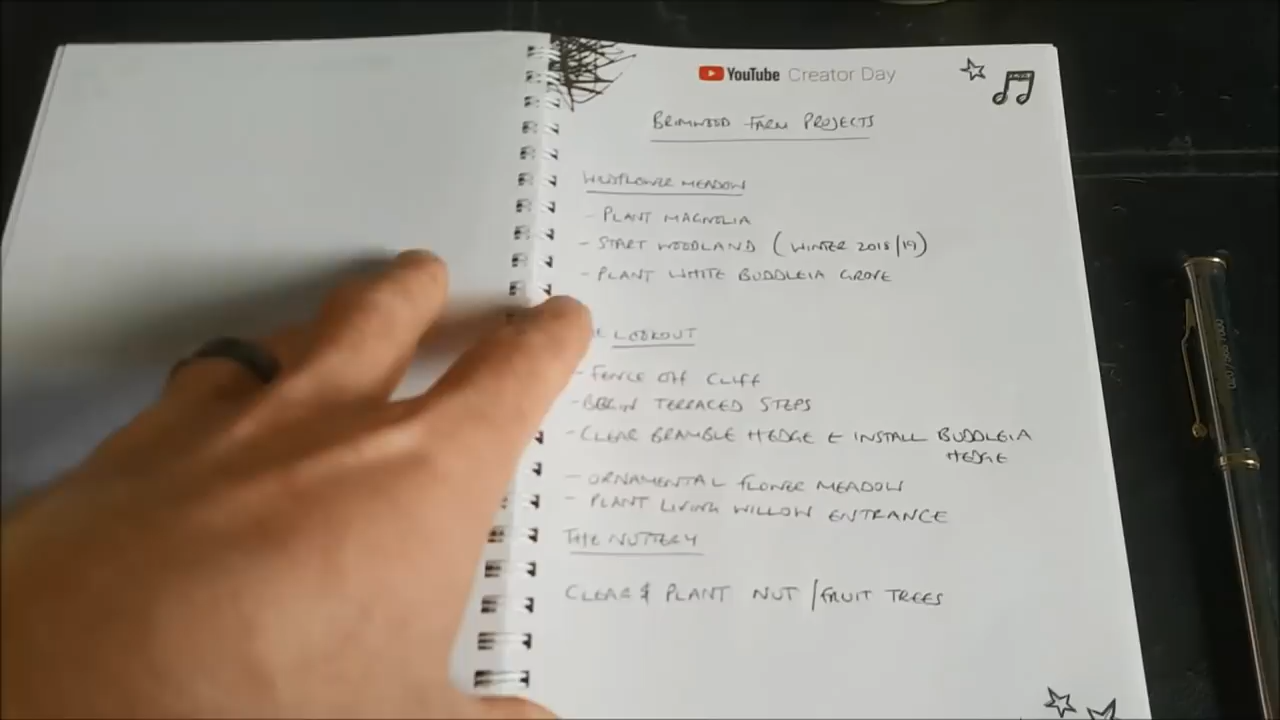 YouTube Creator Day
BRIMWOOD FARM PROJECTS
WILDFLOWER MEADOW
- PLANT MAGNOLIA
- START WOODLAND (WINTER 2018/19)
- PLANT WHITE BUDDLEIA GROVE
LOOKOUT
- FENCE OFF CLIFF
- BEGIN TERRACED STEPS
- CLEAR BRAMBLE HEDGE & INSTALL BUDDLEIA
HEDGE
- ORNAMENTAL FLOWER MEADOW
- PLANT LIVING WILLOW ENTRANCE
THE NUTTERY
CLEAR & PLANT NUT / FRUIT TREES